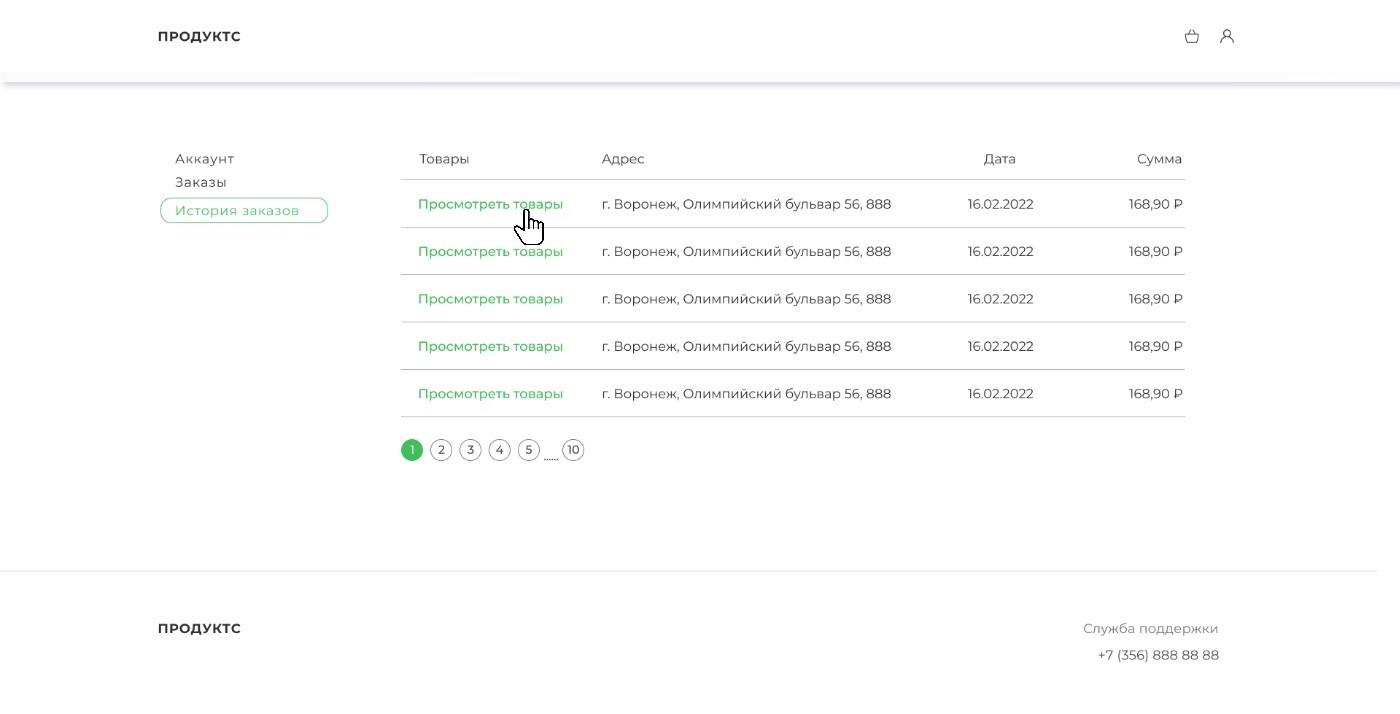 ПРОДУКТС
Аккаунт
Заказы
История заказов
Товары Адрес Дата Сумма
Просмотреть товары г. Воронеж, Олимпийский бульвар 56, 888 16.02.2022 168,90 ₽
Просмотреть товары г. Воронеж, Олимпийский бульвар 56, 888 16.02.2022 168,90 ₽
Просмотреть товары г. Воронеж, Олимпийский бульвар 56, 888 16.02.2022 168,90 ₽
Просмотреть товары г. Воронеж, Олимпийский бульвар 56, 888 16.02.2022 168,90 ₽
Просмотреть товары г. Воронеж, Олимпийский бульвар 56, 888 16.02.2022 168,90 ₽
1 2 3 4 5 ..... 10
ПРОДУКТС
Служба поддержки
+7 (356) 888 88 88